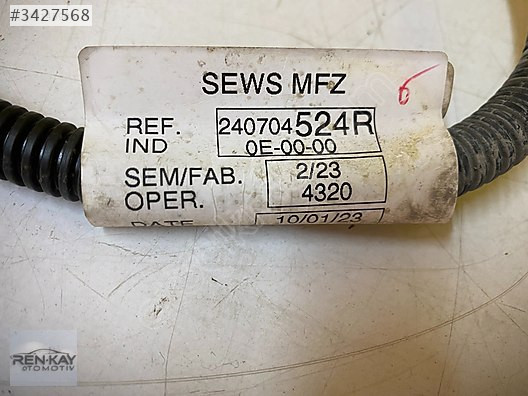 #3427568
SEWS MFZ
6
REF. 240704524R
IND 0E-00-00
SEM/FAB. 2/23
OPER. 4320
DATE 10/01/23
REN-KAY
OTOMOTIV